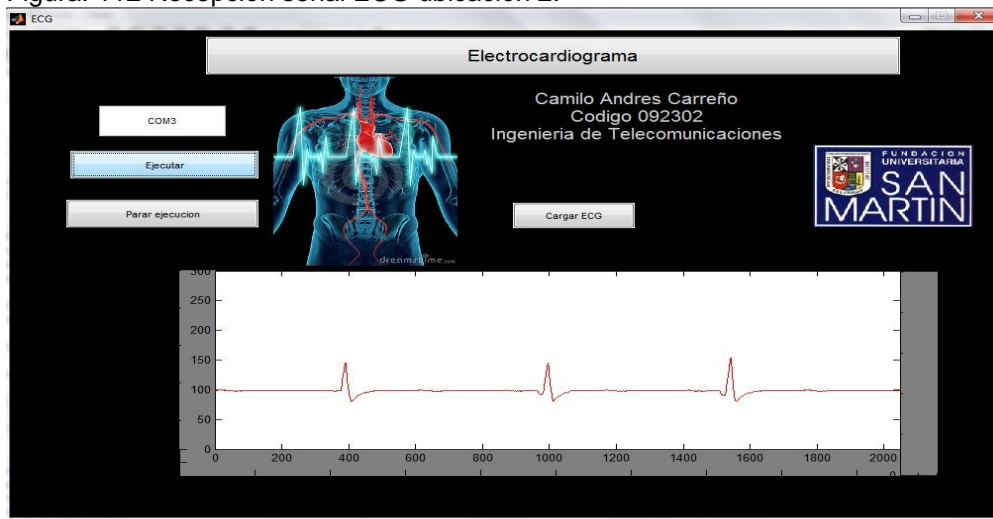 Figura. 112 Recepción señal ECG ubicación 2.
ECG
Electrocardiograma
Camilo Andres Carreño
Codigo 092302
Ingenieria de Telecomunicaciones
COM3
Ejecutar
Parar ejecucion
Cargar ECG
FUNDACION
UNIVERSITARIA
SAN
MARTIN
dreamstime.com
300
250
200
150
100
50
0
0 200 400 600 800 1000 1200 1400 1600 1800 2000
0